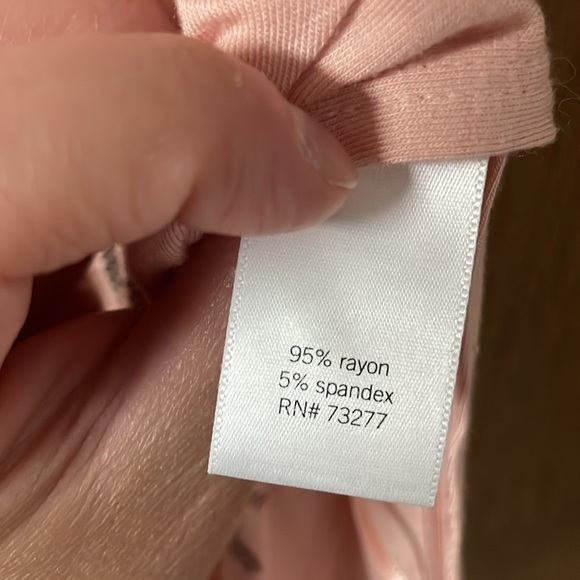 95% rayon
5% spandex
RN# 73277